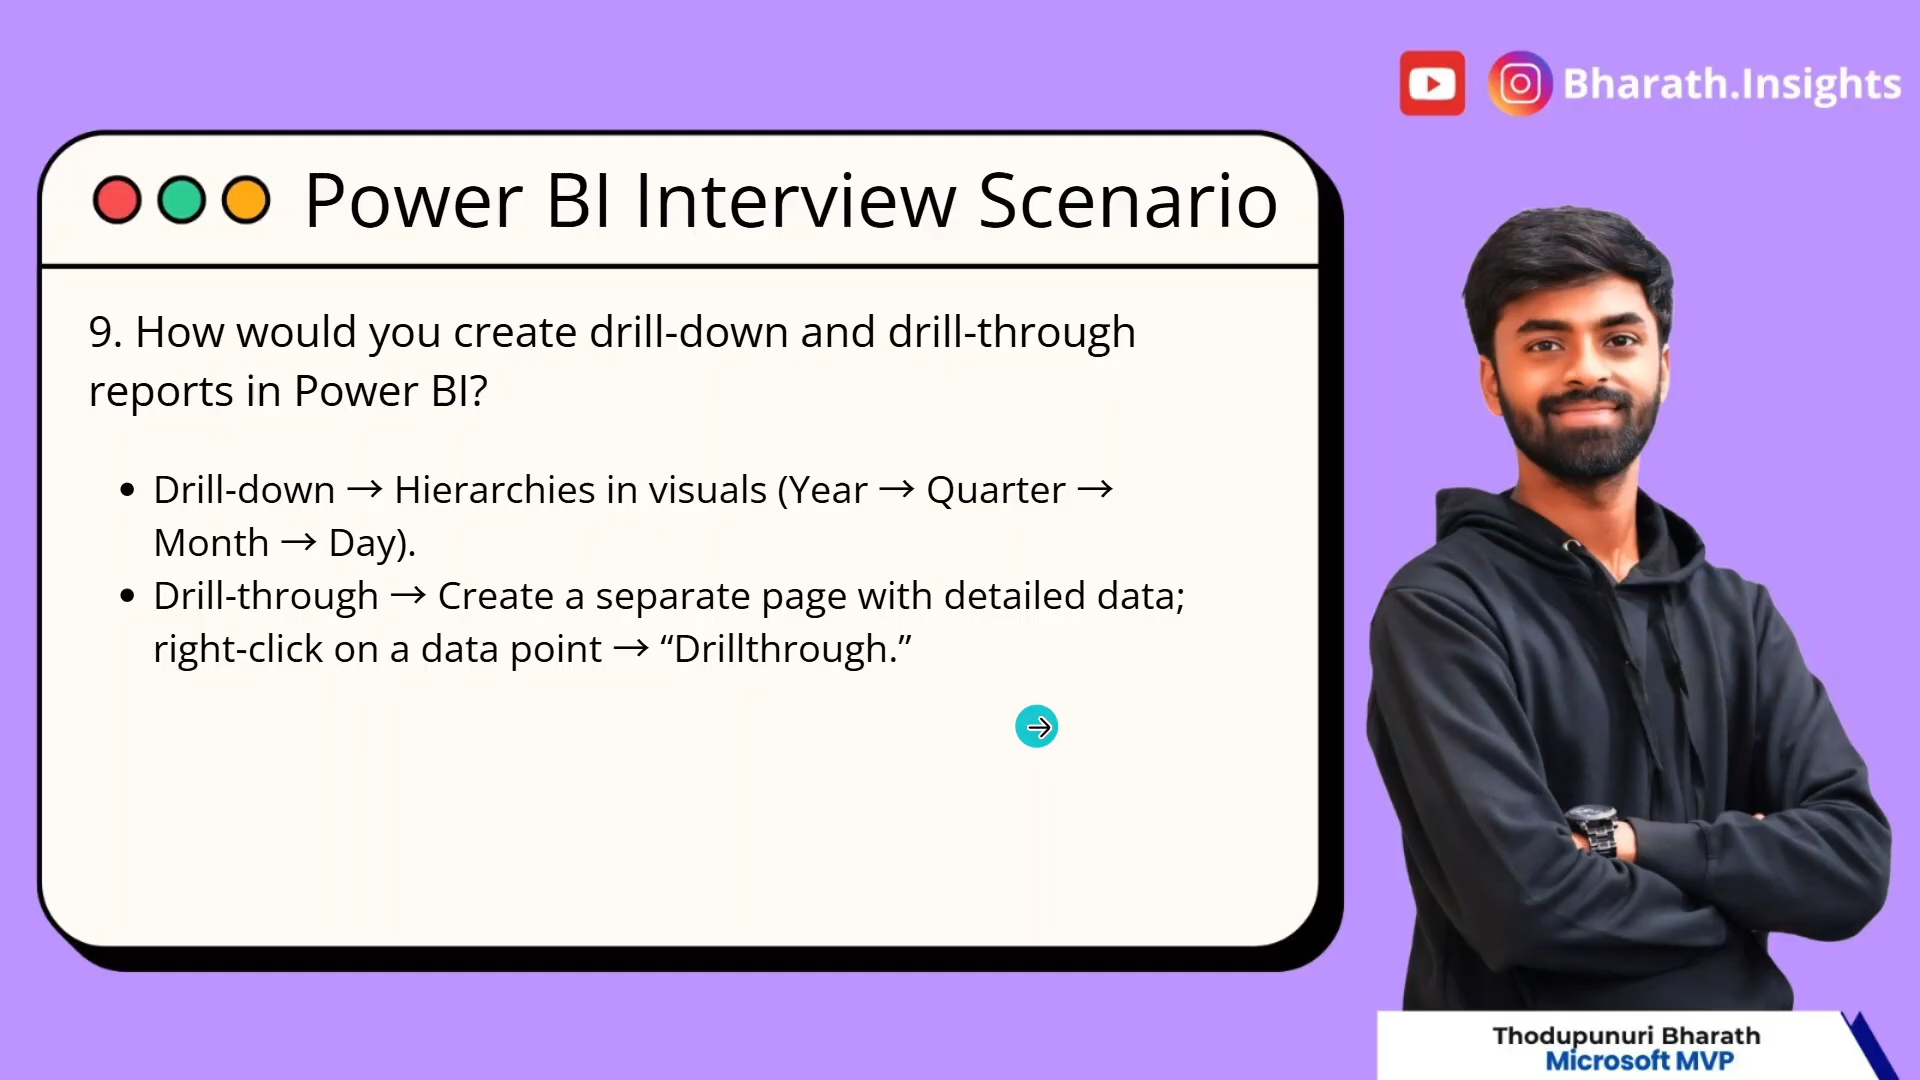 Bharath.Insights
Power BI Interview Scenario
9. How would you create drill-down and drill-through
reports in Power BI?
• Drill-down → Hierarchies in visuals (Year → Quarter →
Month → Day).
• Drill-through → Create a separate page with detailed data;
right-click on a data point → “Drillthrough.”
Thodupunuri Bharath
Microsoft MVP